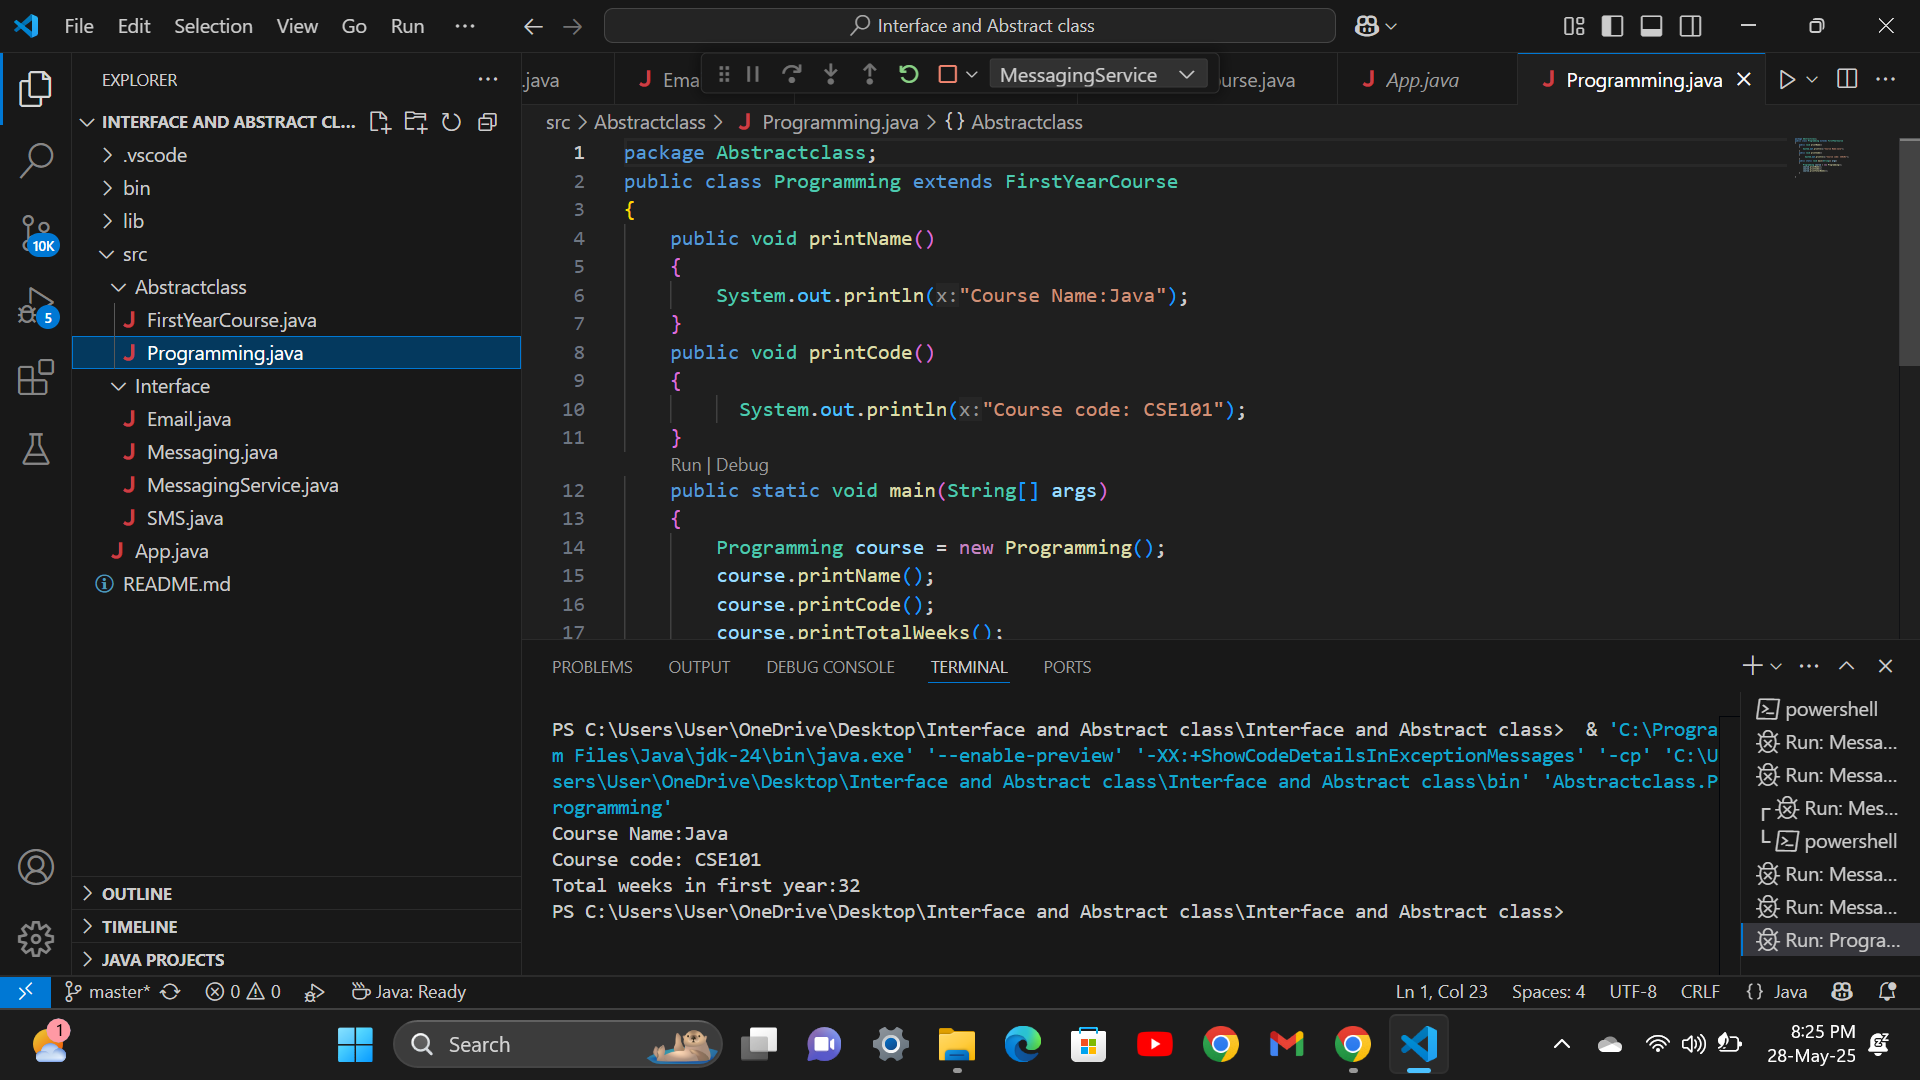 File Edit Selection View Go Run ···
Interface and Abstract class
EXPLORER
INTERFACE AND ABSTRACT CL...
.vscode
bin
lib
src
Abstractclass
FirstYearCourse.java
Programming.java
Interface
Email.java
Messaging.java
MessagingService.java
SMS.java
App.java
README.md
OUTLINE
TIMELINE
JAVA PROJECTS
10K
5
.java Ema MessagingService urse.java App.java Programming.java
src > Abstractclass > Programming.java > {} Abstractclass
1 package Abstractclass;
2 public class Programming extends FirstYearCourse
3 {
4 public void printName()
5 {
6 System.out.println(x:"Course Name:Java");
7 }
8 public void printCode()
9 {
10 System.out.println(x:"Course code: CSE101");
11 }
Run | Debug
12 public static void main(String[] args)
13 {
14 Programming course = new Programming();
15 course.printName();
16 course.printCode();
17 course.printTotalWeeks();
PROBLEMS OUTPUT DEBUG CONSOLE TERMINAL PORTS
PS C:\Users\User\OneDrive\Desktop\Interface and Abstract class\Interface and Abstract class> & 'C:\Progra
m Files\Java\jdk-24\bin\java.exe' '--enable-preview' '-XX:+ShowCodeDetailsInExceptionMessages' '-cp' 'C:\U
sers\User\OneDrive\Desktop\Interface and Abstract class\Interface and Abstract class\bin' 'Abstractclass.P
rogramming'
Course Name:Java
Course code: CSE101
Total weeks in first year:32
PS C:\Users\User\OneDrive\Desktop\Interface and Abstract class\Interface and Abstract class>
powershell
Run: Messa...
Run: Messa...
Run: Mes...
powershell
Run: Messa...
Run: Messa...
Run: Progra...
master* 0 0 Java: Ready Ln 1, Col 23 Spaces: 4 UTF-8 CRLF {} Java
1
Search
8:25 PM
28-May-25